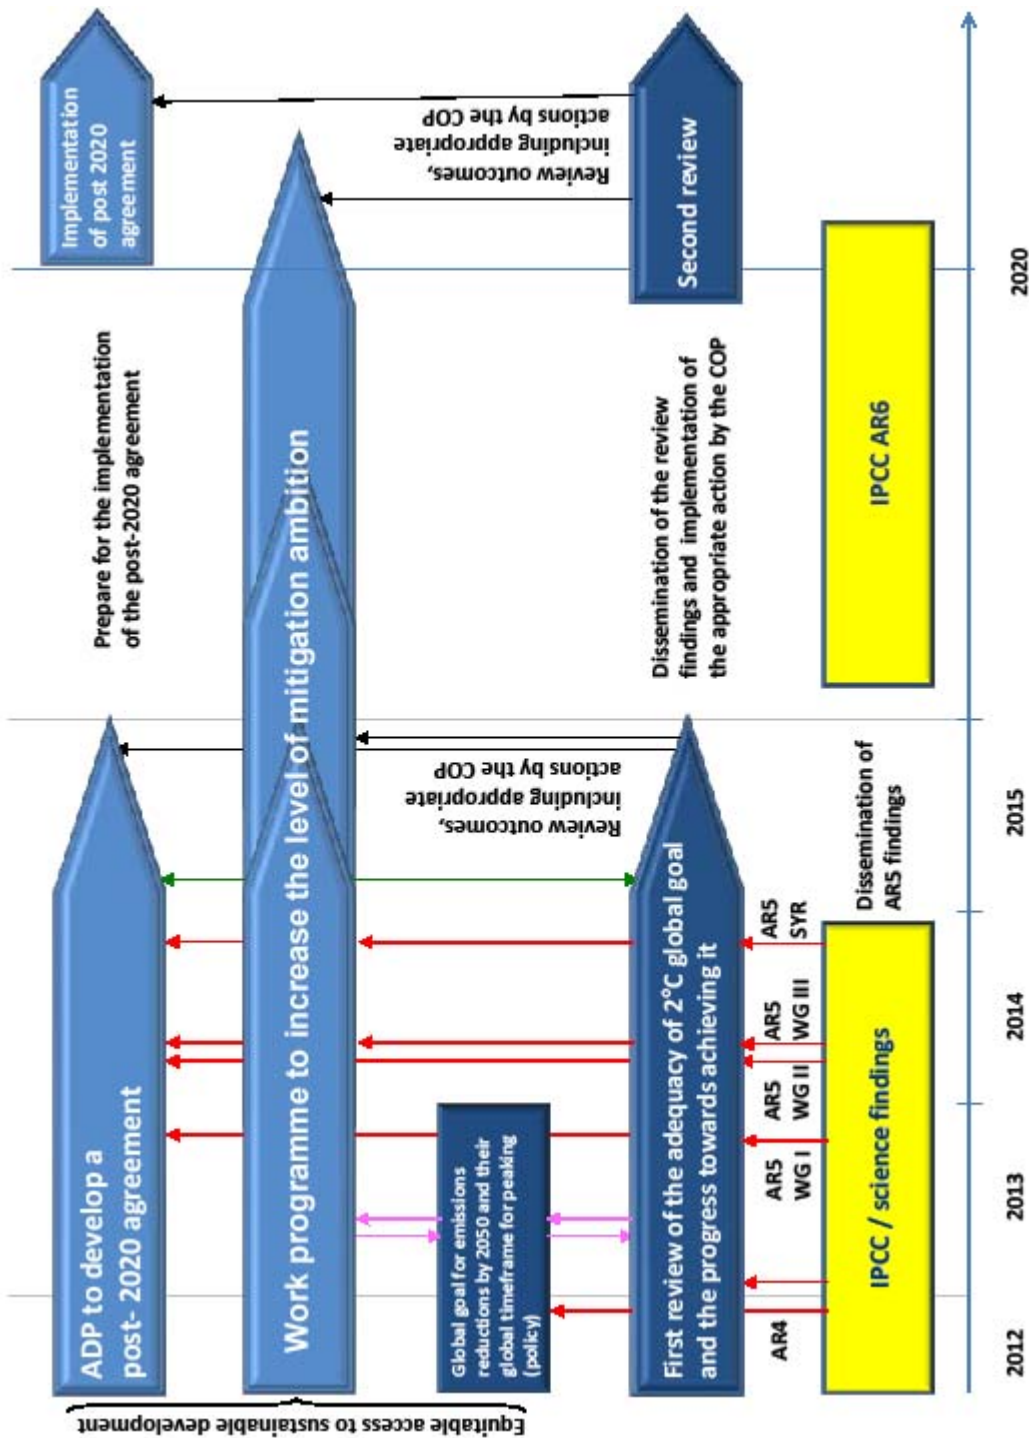 ADP to develop a
post- 2020 agreement
Prepare for the implementation
of the post-2020 agreement
Implementation
of post 2020
agreement
Work programme to increase the level of mitigation ambition
Equitable access to sustainable development
Global goal for emissions
reductions by 2050 and their
global timeframe for peaking
(policy)
Review outcomes,
including appropriate
actions by the COP
Review outcomes,
including appropriate
actions by the COP
First review of the adequacy of 2°C global goal
and the progress towards achieving it
Dissemination of the review
findings and implementation of
the appropriate action by the COP
Second review
AR4
AR5
WG I
AR5
WG II
AR5
WG III
AR5
SYR
Dissemination of
AR5 findings
IPCC / science findings
IPCC AR6
2012
2013
2014
2015
2020